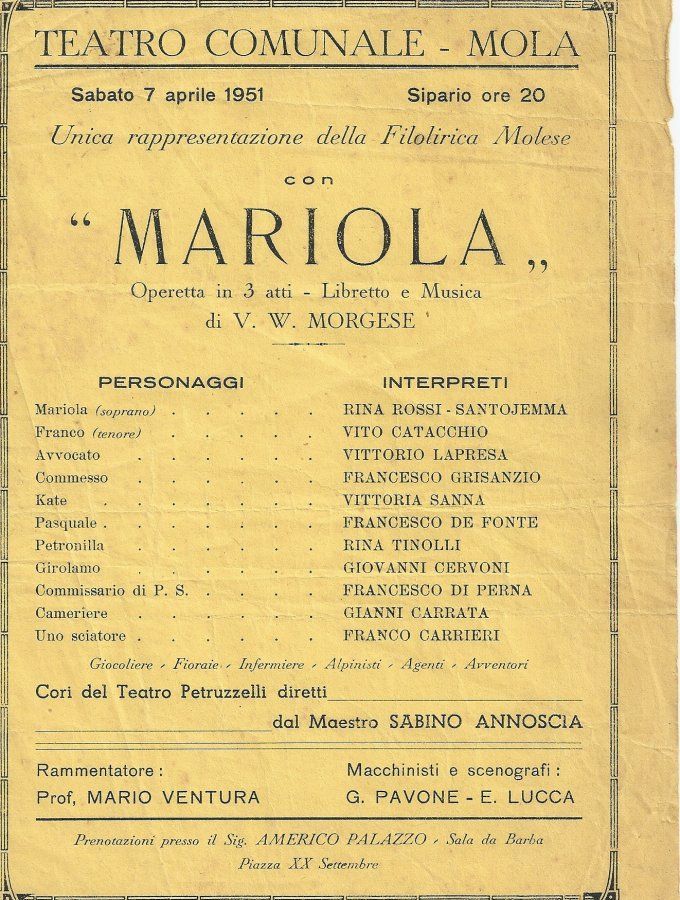 TEATRO COMUNALE - MOLA
Sabato 7 aprile 1951 Sipario ore 20
Unica rappresentazione della Filolirica Molese
con
“ MARIOLA „
Operetta in 3 atti - Libretto e Musica
di V. W. MORGESE
PERSONAGGI INTERPRETI
Mariola (soprano) . . . . . RINA ROSSI - SANTOJEMMA
Franco (tenore) . . . . . VITO CATACCHIO
Avvocato . . . . . . VITTORIO LAPRESA
Commesso . . . . . . FRANCESCO GRISANZIO
Kate . . . . . . . VITTORIA SANNA
Pasquale . . . . . . . FRANCESCO DE FONTE
Petronilla . . . . . . RINA TINOLLI
Girolamo . . . . . . GIOVANNI CERVONI
Commissario di P. S. . . . . . FRANCESCO DI PERNA
Cameriere . . . . . . GIANNI CARRATA
Uno sciatore . . . . . . FRANCO CARRIERI
Giocoliere - Fioraie - Infermiere - Alpinisti - Agenti - Avventori
Cori del Teatro Petruzzelli diretti
dal Maestro SABINO ANNOSCIA
Rammentatore : Macchinisti e scenografi :
Prof, MARIO VENTURA G. PAVONE - E. LUCCA
Prenotazioni presso il Sig. AMERICO PALAZZO - Sala da Barba
Piazza XX Settembre